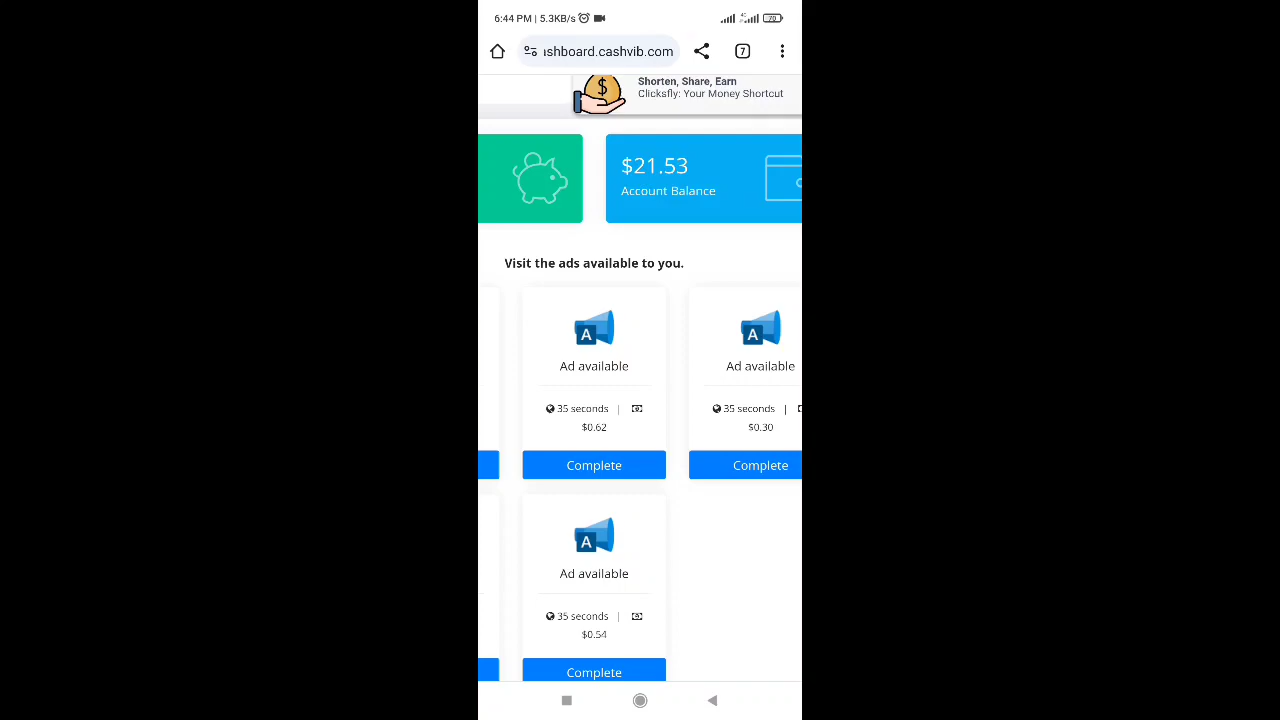 6:44 PM | 5.3KB/s
4G
70
ıshboard.cashvib.com
7
Shorten, Share, Earn
Clicksfly: Your Money Shortcut
$
$21.53
Account Balance
Visit the ads available to you.
A
Ad available
35 seconds |
$0.62
Complete
A
Ad available
35 seconds |
$0.30
Complete
A
Ad available
35 seconds |
$0.54
Complete